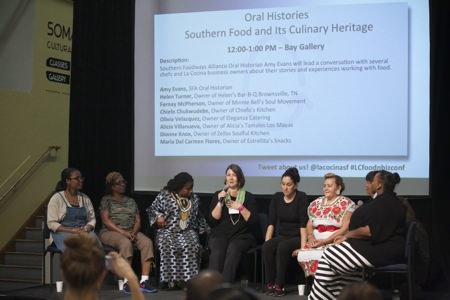 SOMA
CULTURAL
CLASSES
GALLERY
Oral Histories
Southern Food and Its Culinary Heritage
12:00-1:00 PM – Bay Gallery
Description:
Southern Foodways Alliance Oral Historian Amy Evans will lead a conversation with several
chefs and La Cocina business owners about their stories and experiences working with food.
Amy Evans, SFA Oral Historian
Helen Turner, Owner of Helen's Bar-B-Q Brownsville, TN
Fernay McPherson, Owner of Minnie Bell's Soul Movement
Chiefo Chukwudebe, Owner of Chiefo's Kitchen
Olivia Velazquez, Owner of Eleganza Catering
Alicia Villanueva, Owner of Alicia's Tamales Los Mayas
Dionne Knox, Owner of Zella's Soulful Kitchen
Maria Del Carmen Flores, Owner of Estrellita's Snacks
Tweet about us! @lacocinasf #LCfoodnbizconf